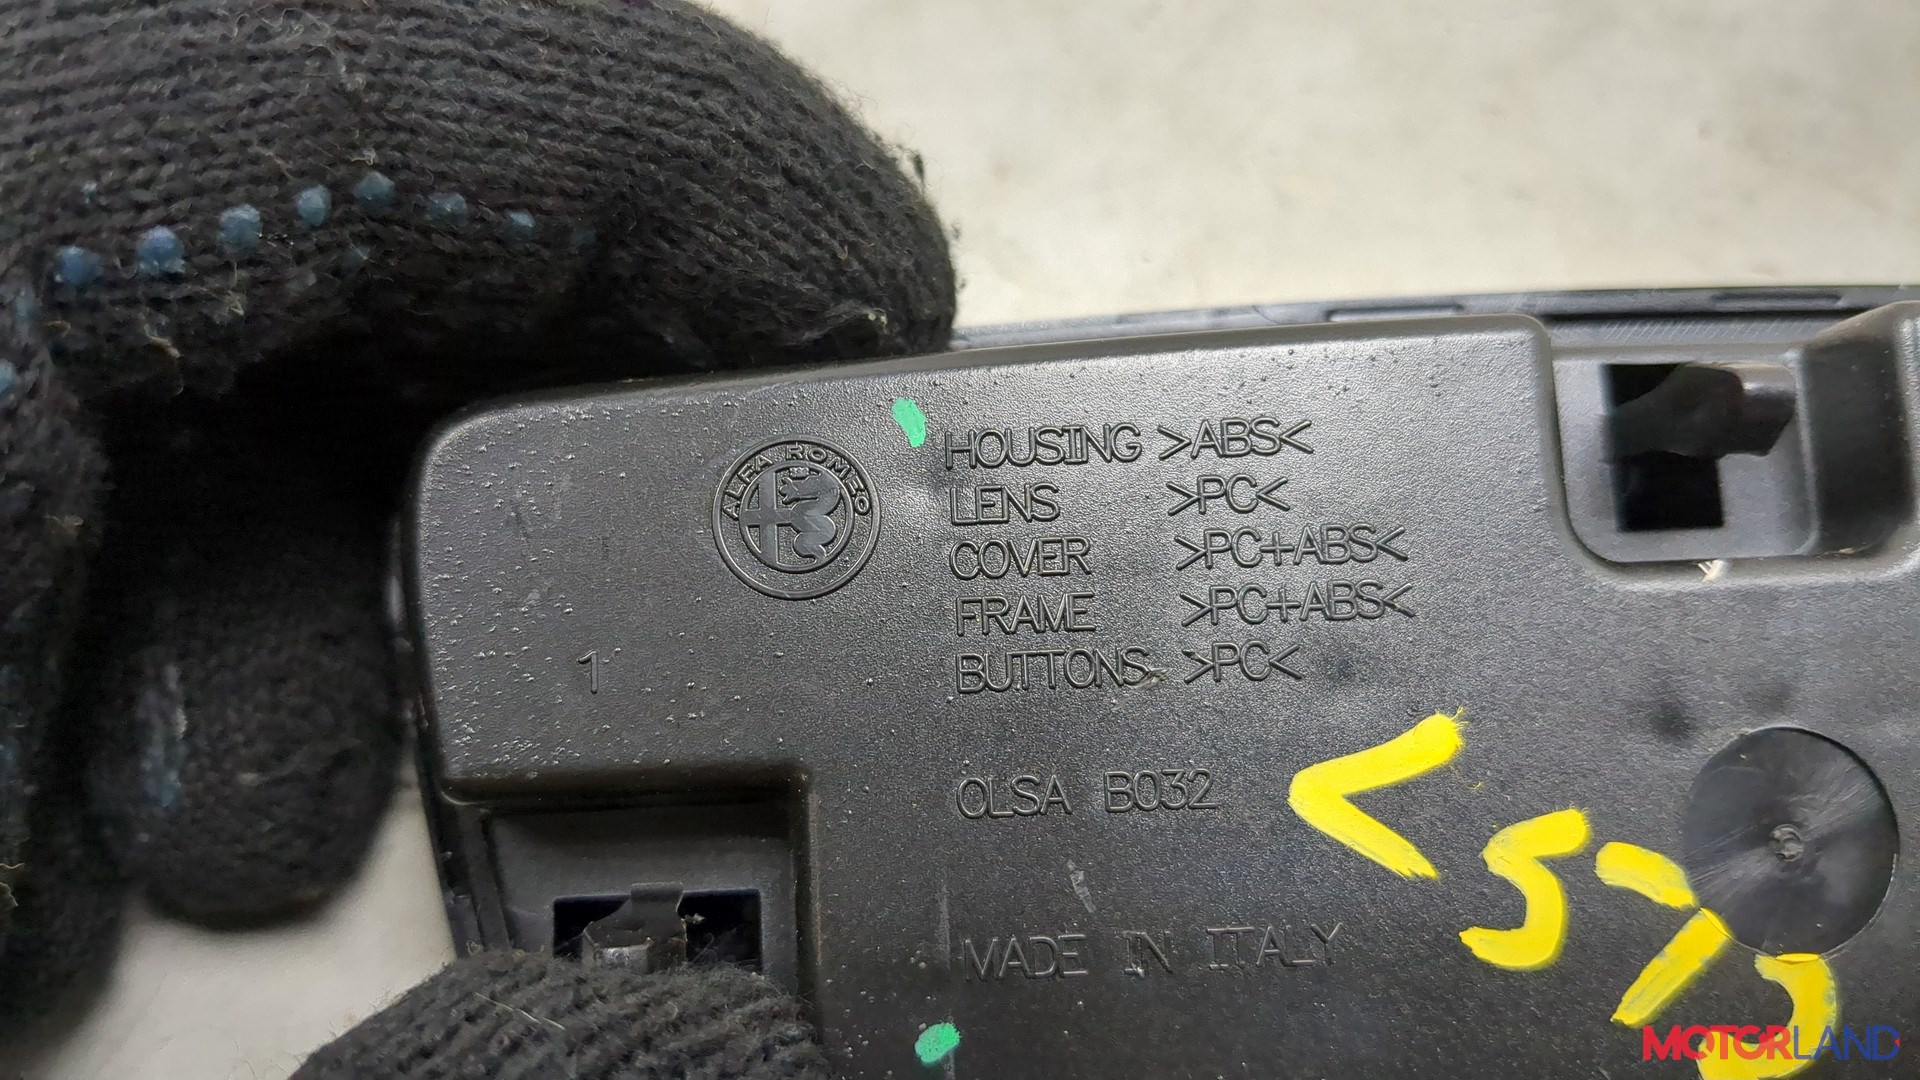 ALFA ROMEO
HOUSING >ABS<
LENS >PC<
COVER >PC+ABS<
FRAME >PC+ABS<
BUTTONS >PC<
1
OLSA B032
MADE IN ITALY
MOTORLAND